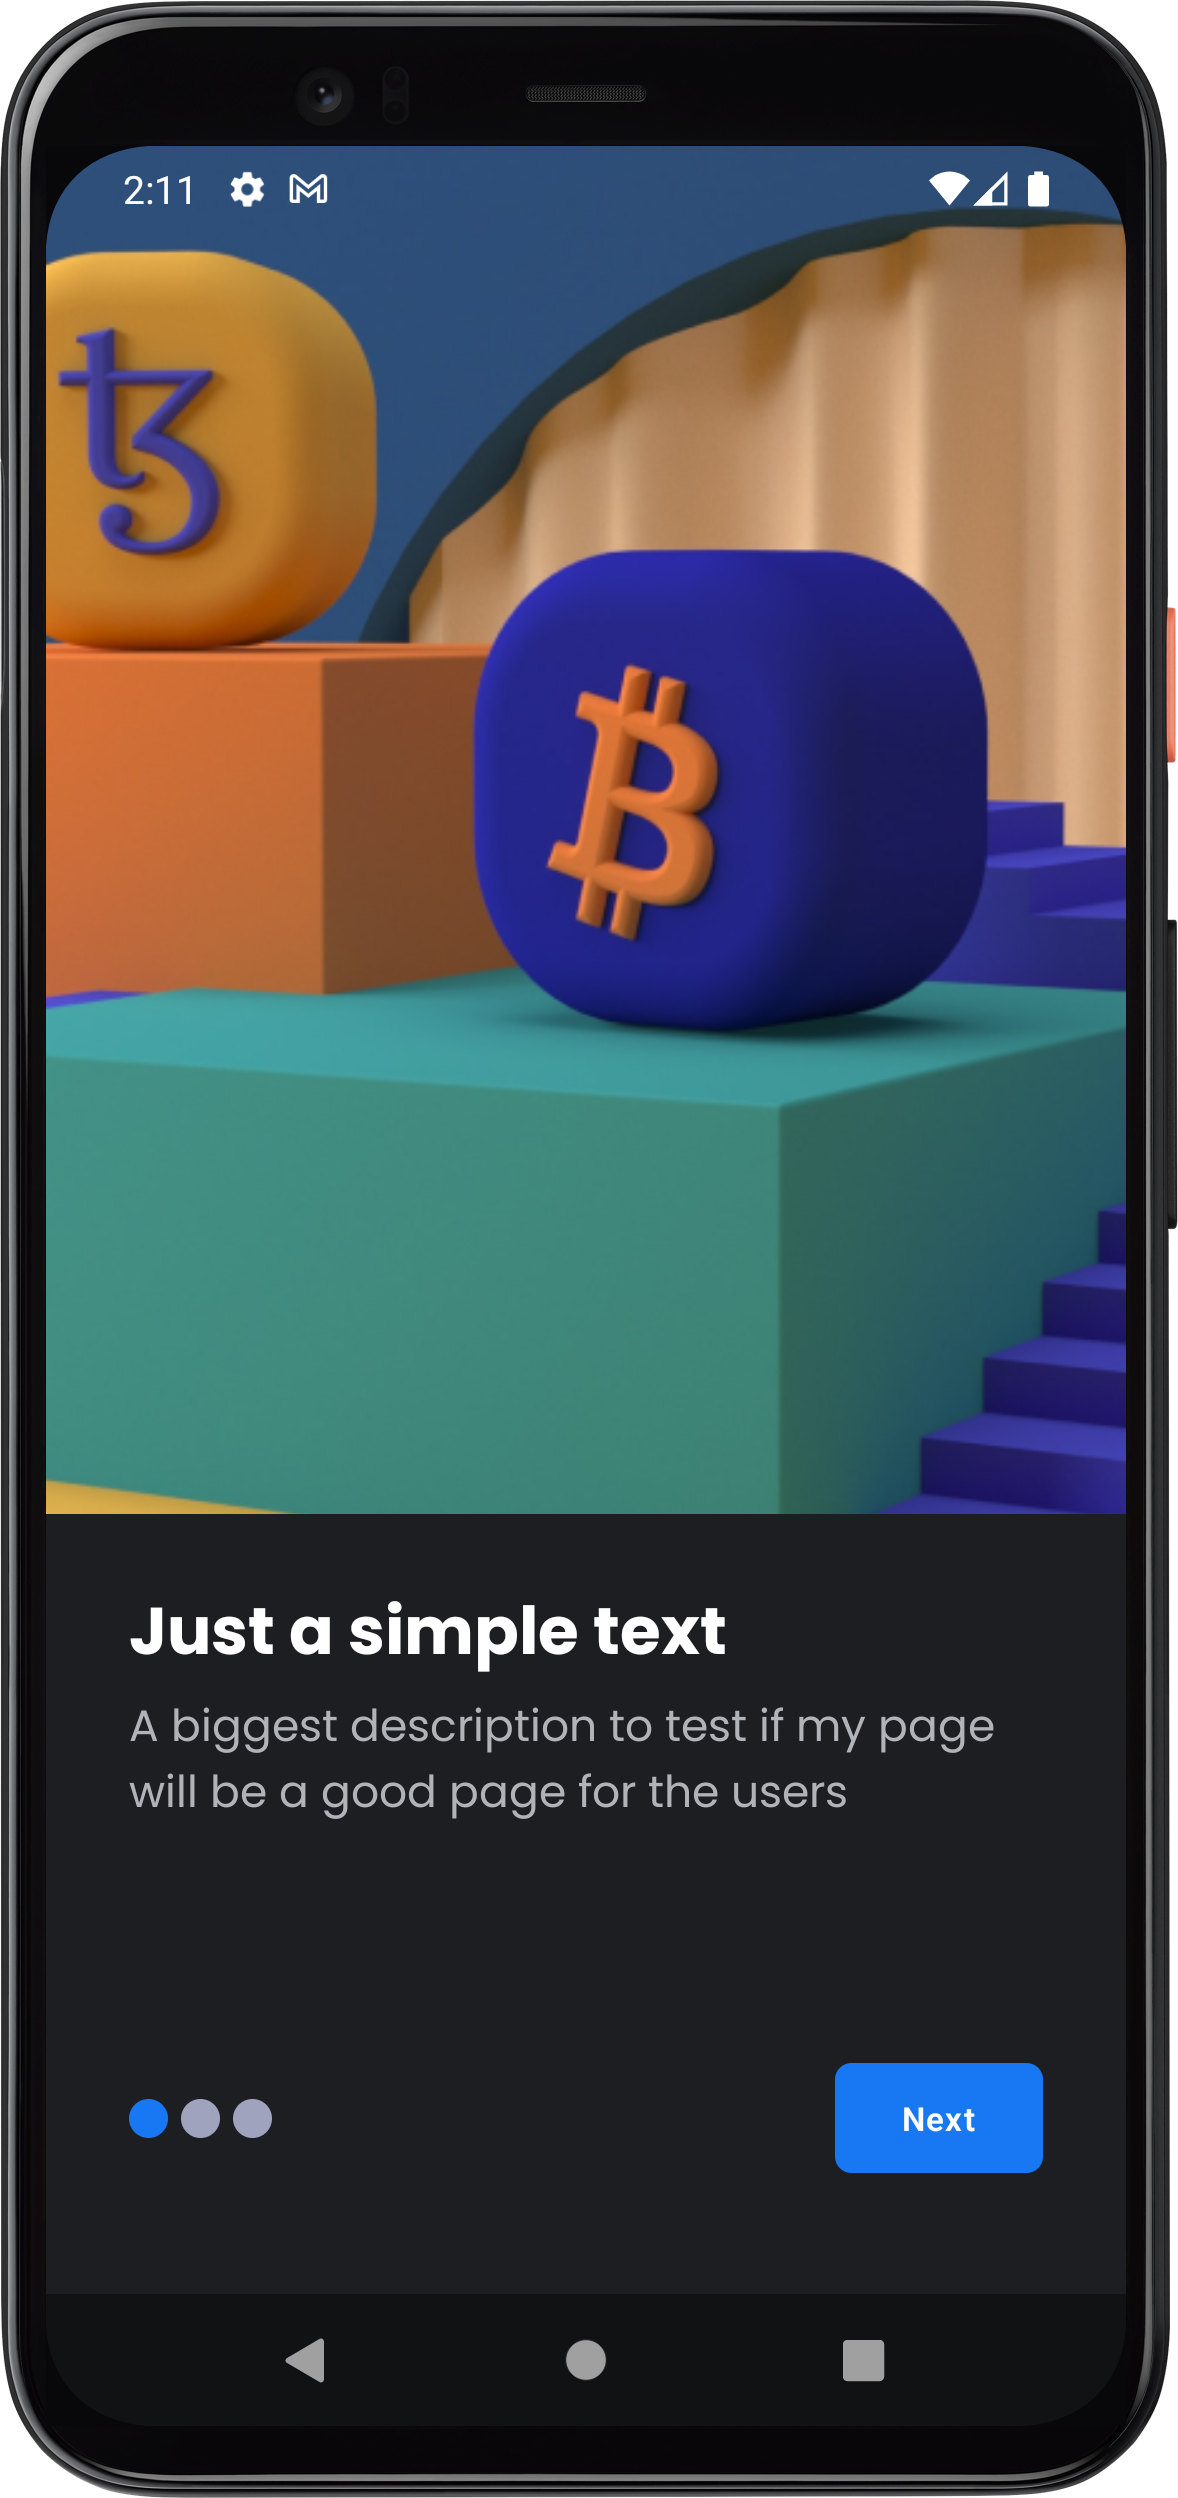 2:11
Just a simple text
A biggest description to test if my page
will be a good page for the users
Next